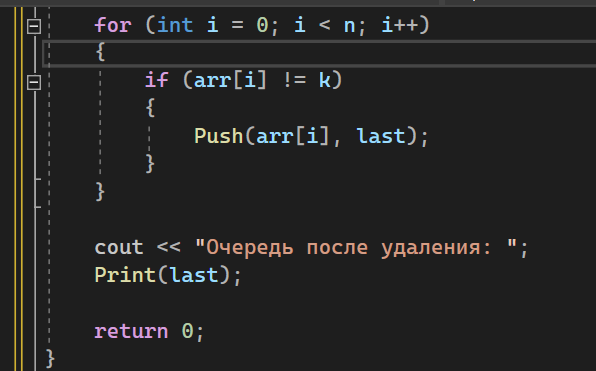 for (int i = 0; i < n; i++)
{
if (arr[i] != k)
{
Push(arr[i], last);
}
}
cout << "Очередь после удаления: ";
Print(last);
return 0;
}